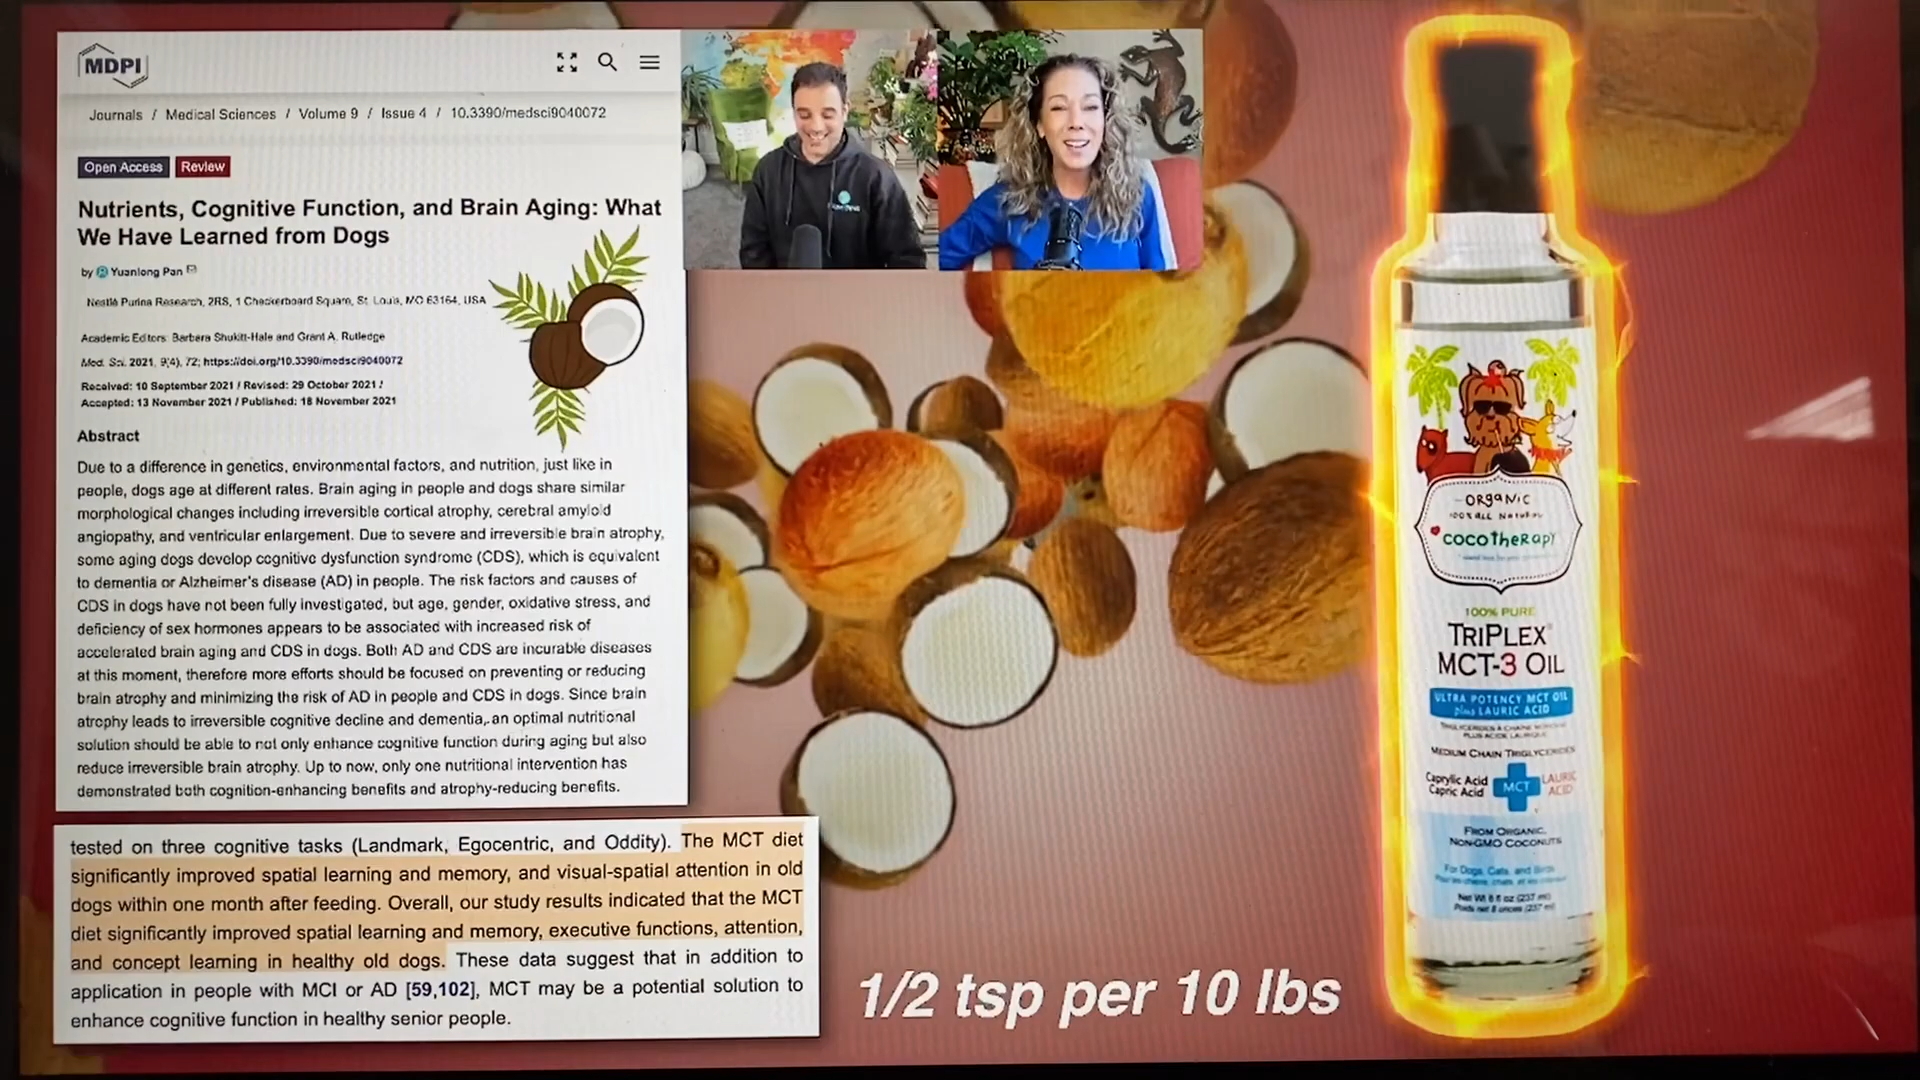 MDPI
Journals / Medical Sciences / Volume 9 / Issue 4 / 10.3390/medsci9040072
Open Access Review
Nutrients, Cognitive Function, and Brain Aging: What
We Have Learned from Dogs
by Yuanlong Pan
Nestlé Purina Research, 2RS, 1 Checkerboard Square, St. Louis, MO 63164, USA
Academic Editors: Barbara Shukitt-Hale and Grant A. Rutledge
Med. Sci. 2021, 9(4), 72; https://doi.org/10.3390/medsci9040072
Received: 10 September 2021 / Revised: 29 October 2021 /
Accepted: 13 November 2021 / Published: 18 November 2021
Abstract
Due to a difference in genetics, environmental factors, and nutrition, just like in
people, dogs age at different rates. Brain aging in people and dogs share similar
morphological changes including irreversible cortical atrophy, cerebral amyloid
angiopathy, and ventricular enlargement. Due to severe and irreversible brain atrophy,
some aging dogs develop cognitive dysfunction syndrome (CDS), which is equivalent
to dementia or Alzheimer's disease (AD) in people. The risk factors and causes of
CDS in dogs have not been fully investigated, but age, gender, oxidative stress, and
deficiency of sex hormones appears to be associated with increased risk of
accelerated brain aging and CDS in dogs. Both AD and CDS are incurable diseases
at this moment, therefore more efforts should be focused on preventing or reducing
brain atrophy and minimizing the risk of AD in people and CDS in dogs. Since brain
atrophy leads to irreversible cognitive decline and dementia, an optimal nutritional
solution should be able to not only enhance cognitive function during aging but also
reduce irreversible brain atrophy. Up to now, only one nutritional intervention has
demonstrated both cognition-enhancing benefits and atrophy-reducing benefits.
tested on three cognitive tasks (Landmark, Egocentric, and Oddity). The MCT diet
significantly improved spatial learning and memory, and visual-spatial attention in old
dogs within one month after feeding. Overall, our study results indicated that the MCT
diet significantly improved spatial learning and memory, executive functions, attention,
and concept learning in healthy old dogs. These data suggest that in addition to
application in people with MCI or AD [59,102], MCT may be a potential solution to
enhance cognitive function in healthy senior people.
1/2 tsp per 10 lbs
ORGANIC
100% ALL NATURAL
COCOTHERAPY
100% PURE
TRIPLEX
MCT-3 OIL
ULTRA POTENCY MCT OIL
plus LAURIC ACID
TRIGLYCÉRIDES À CHAÎNE MOYENNE
PLUS ACIDE LAURIQUE
MEDIUM CHAIN TRIGLYCERIDES
Caprylic Acid
Capric Acid
MCT
LAURIC
ACID
FROM ORGANIC,
NON-GMO COCONUTS
For Dogs, Cats, and Birds